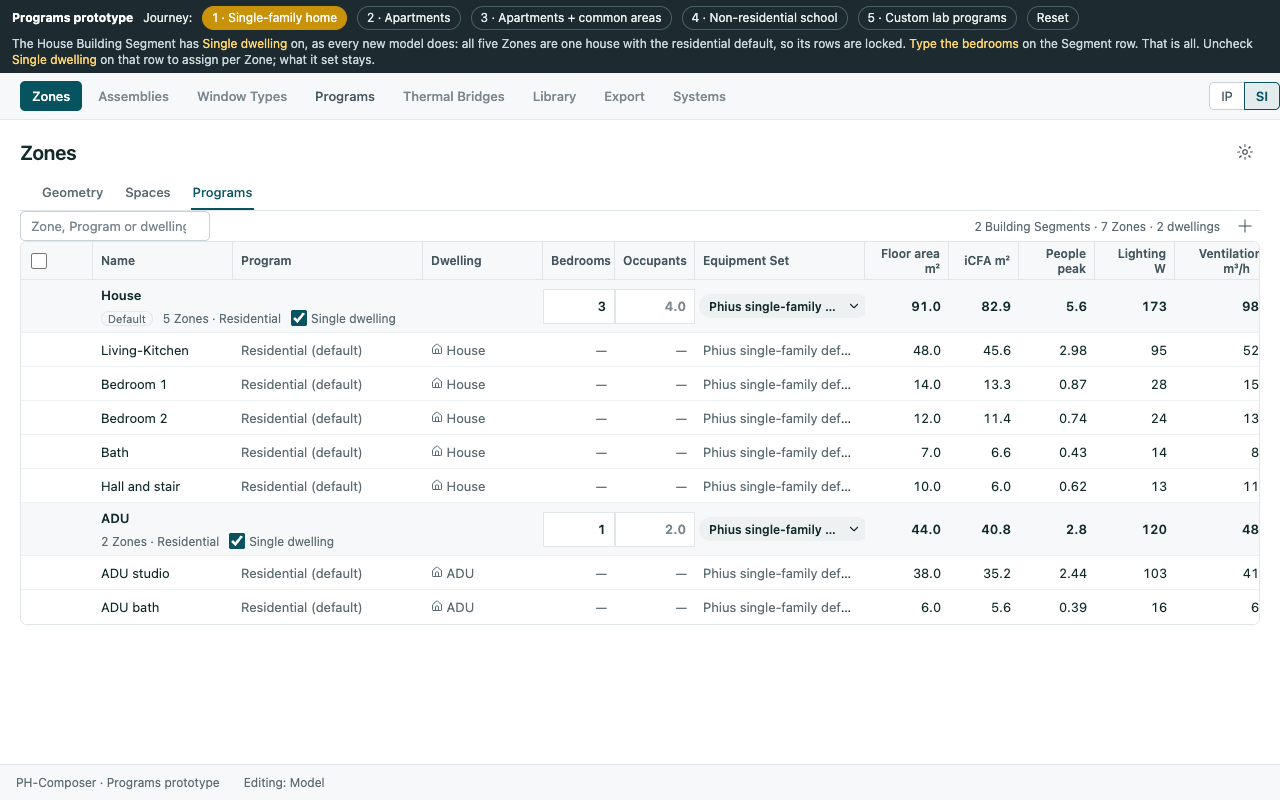 Programs prototype Journey: 1 · Single-family home 2 · Apartments 3 · Apartments + common areas 4 · Non-residential school 5 · Custom lab programs Reset
The House Building Segment has Single dwelling on, as every new model does: all five Zones are one house with the residential default, so its rows are locked. Type the bedrooms on the Segment row. That is all. Uncheck
Single dwelling on that row to assign per Zone; what it set stays.
Zones Assemblies Window Types Programs Thermal Bridges Library Export Systems IP SI
Zones
Geometry Spaces Programs
Zone, Program or dwelling 2 Building Segments · 7 Zones · 2 dwellings
Name Program Dwelling Bedrooms Occupants Equipment Set Floor area m² iCFA m² People peak Lighting W Ventilation m³/h
House
Default 5 Zones · Residential Single dwelling 3 4.0 Phius single-family ... 91.0 82.9 5.6 173 98
Living-Kitchen Residential (default) House — — Phius single-family def... 48.0 45.6 2.98 95 52
Bedroom 1 Residential (default) House — — Phius single-family def... 14.0 13.3 0.87 28 15
Bedroom 2 Residential (default) House — — Phius single-family def... 12.0 11.4 0.74 24 13
Bath Residential (default) House — — Phius single-family def... 7.0 6.6 0.43 14 8
Hall and stair Residential (default) House — — Phius single-family def... 10.0 6.0 0.62 13 11
ADU
2 Zones · Residential Single dwelling 1 2.0 Phius single-family ... 44.0 40.8 2.8 120 48
ADU studio Residential (default) ADU — — Phius single-family def... 38.0 35.2 2.44 103 41
ADU bath Residential (default) ADU — — Phius single-family def... 6.0 5.6 0.39 16 6
PH-Composer · Programs prototype Editing: Model